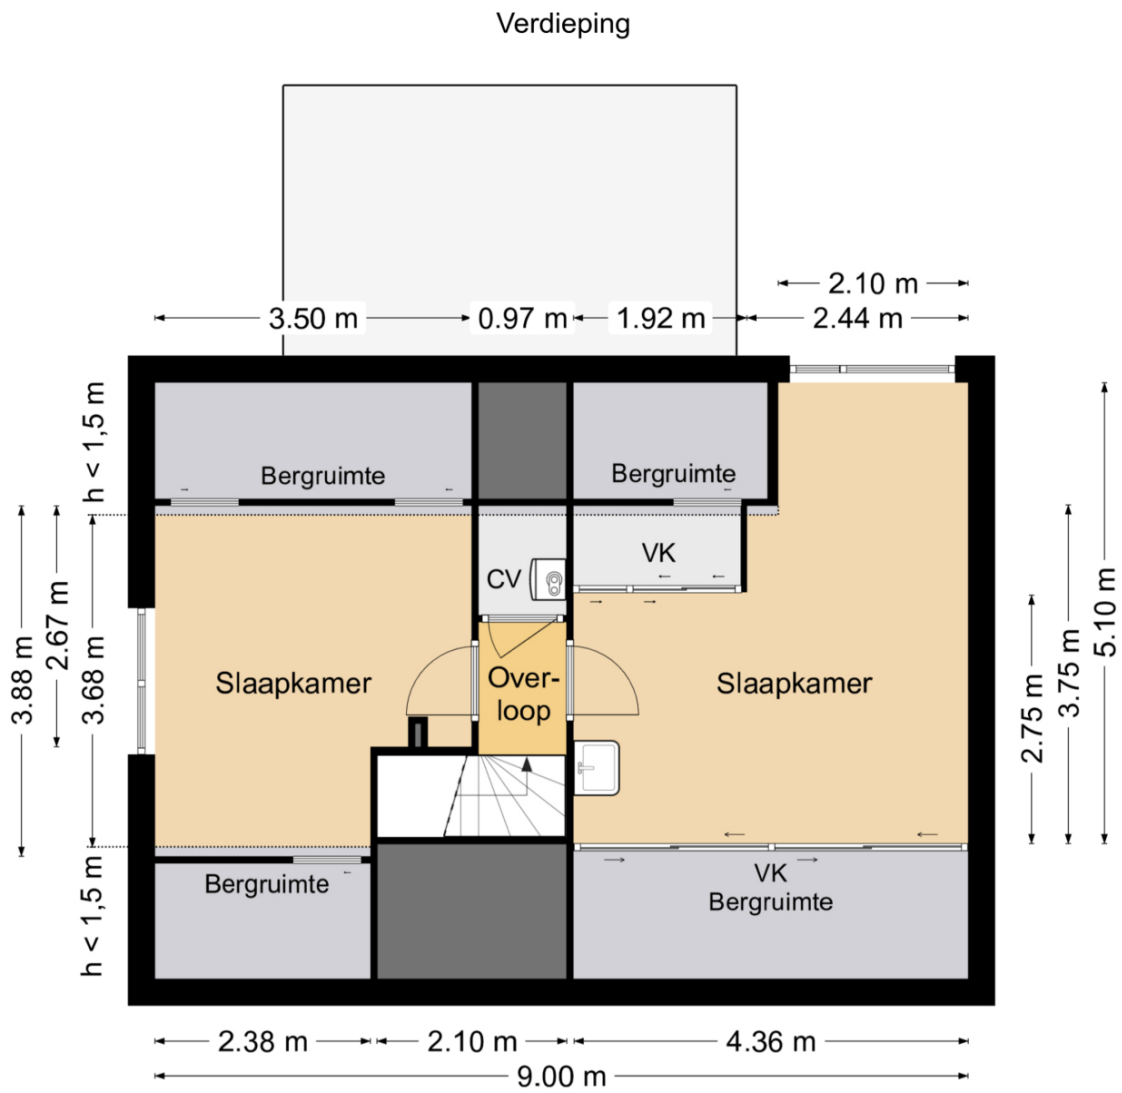 Verdieping
2.10 m
3.50 m
0.97 m
1.92 m
2.44 m
h < 1,5 m
Bergruimte
Bergruimte
VK
CV
Slaapkamer
Over-
loop
Slaapkamer
3.88 m
2.67 m
3.68 m
2.75 m
3.75 m
5.10 m
h < 1,5 m
Bergruimte
VK
Bergruimte
2.38 m
2.10 m
4.36 m
9.00 m